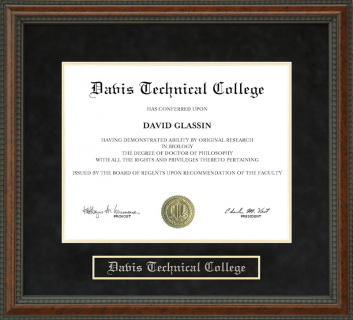 Davis Technical College
HAS CONFERRED UPON
DAVID GLASSIN
HAVING DEMONSTRATED ABILITY BY ORIGINAL RESEARCH
IN BIOLOGY
THE DEGREE OF DOCTOR OF PHILOSOPHY
WITH ALL THE RIGHTS AND PRIVILEGES THERETO PERTAINING
ISSUED BY THE BOARD OF REGENTS UPON RECOMMENDATION OF THE FACULTY
PROVOST
PRESIDENT
Davis Technical College